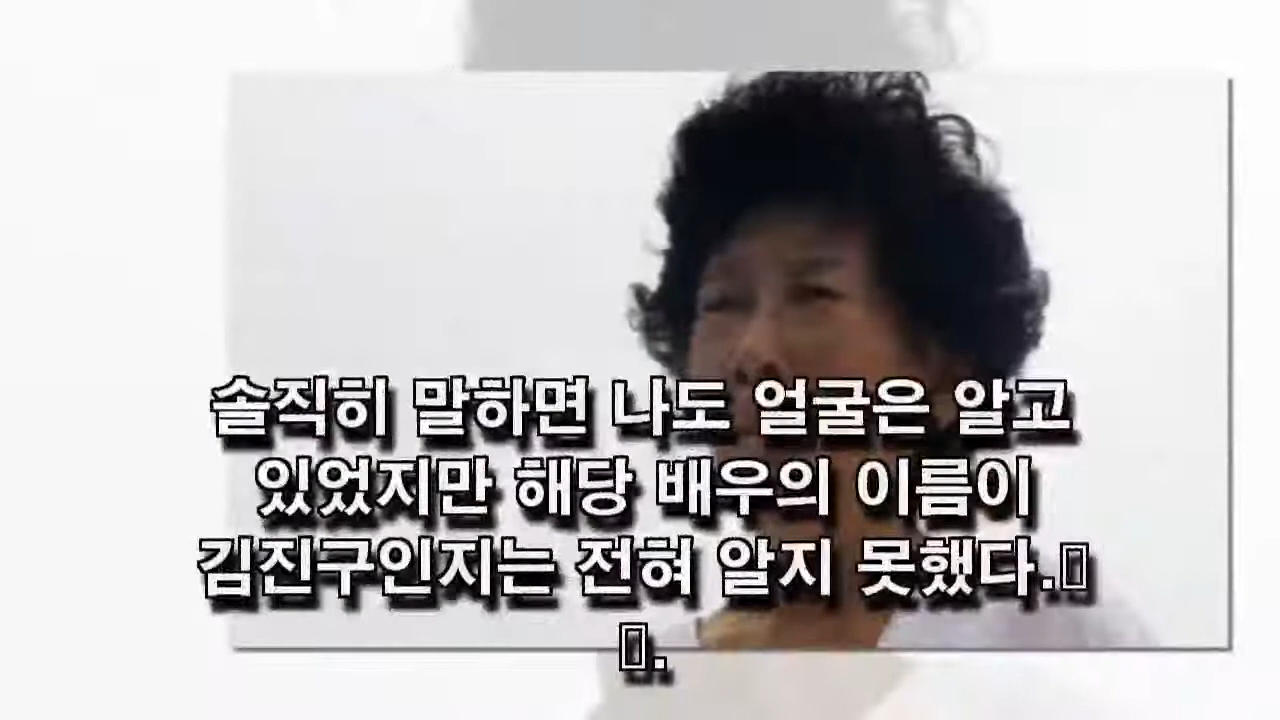 솔직히 말하면 나도 얼굴은 알고
있었지만 해당 배우의 이름이
김진구인지는 전혀 알지 못했다.▯
▯.